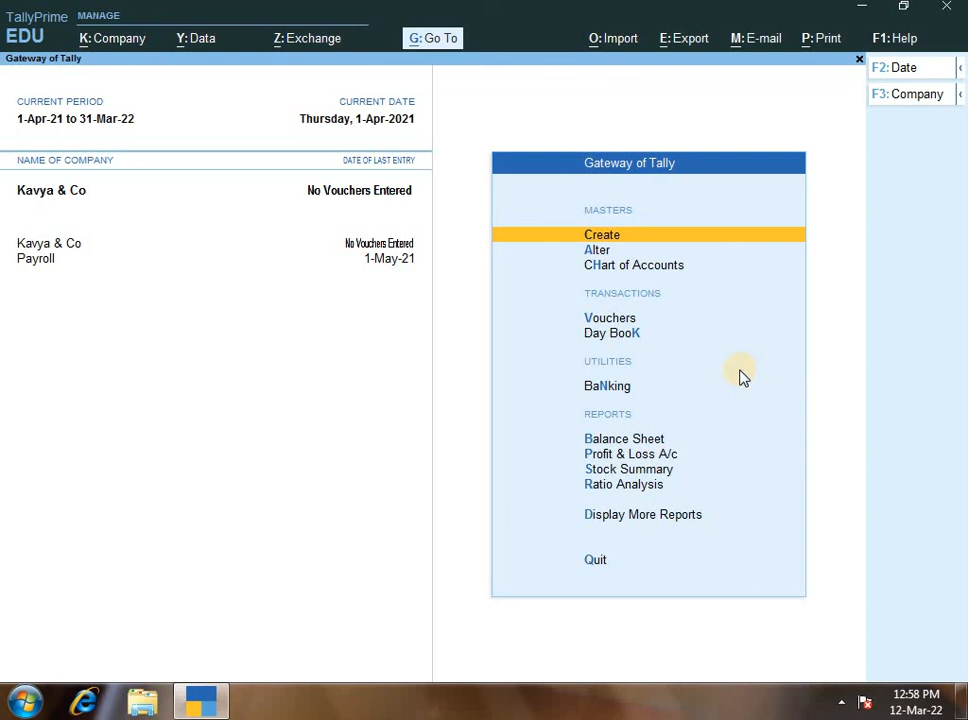 TallyPrime MANAGE
EDU
K: Company Y: Data Z: Exchange G: Go To O: Import E: Export M: E-mail P: Print F1: Help
Gateway of Tally
F2: Date
F3: Company
CURRENT PERIOD CURRENT DATE
1-Apr-21 to 31-Mar-22 Thursday, 1-Apr-2021
NAME OF COMPANY DATE OF LAST ENTRY
Kavya & Co No Vouchers Entered
Kavya & Co No Vouchers Entered
Payroll 1-May-21
Gateway of Tally
MASTERS
Create
Alter
CHart of Accounts
TRANSACTIONS
Vouchers
Day BooK
UTILITIES
BaNking
REPORTS
Balance Sheet
Profit & Loss A/c
Stock Summary
Ratio Analysis
Display More Reports
Quit
12:58 PM
12-Mar-22